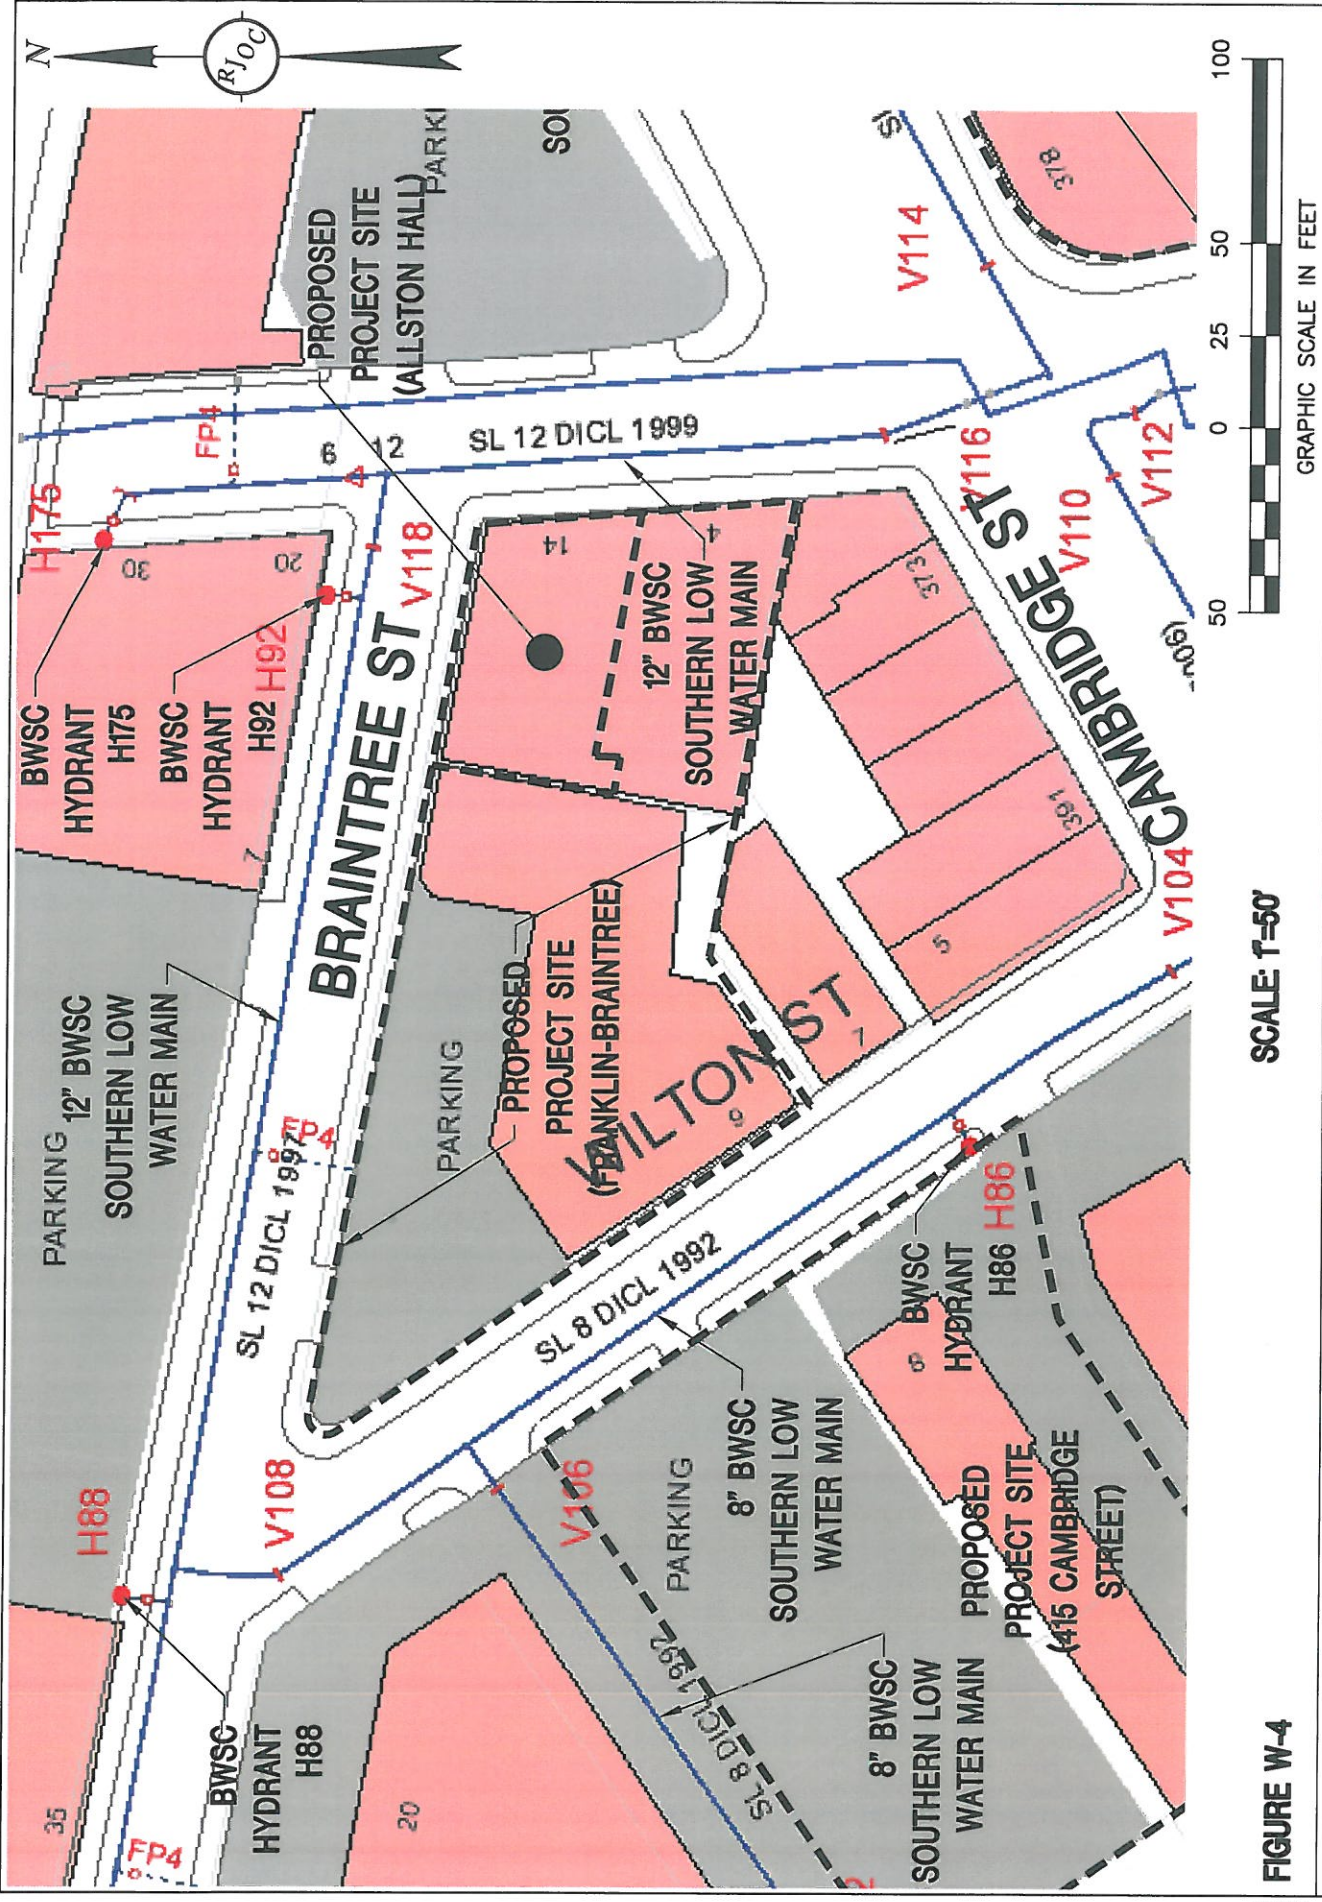 N
RJOC
H175
BWSC
HYDRANT
H175
30
20
BWSC
HYDRANT
H92
H92
7
FP4
6
12
PROPOSED
PROJECT SITE
(ALLSTON HALL)
PARKI
SOU
SL 12 DICL 1999
V118
BRAINTREE ST
14
4
12" BWSC
SOUTHERN LOW
WATER MAIN
V114
378
V116
V110
V112
373
391
5
CAMBRIDGE ST
V104
PARKING
12" BWSC
SOUTHERN LOW
WATER MAIN
SL 12 DICL 1997
FP4
PARKING
PROPOSED
PROJECT SITE
(FRANKLIN-BRAINTREE)
WILTON ST
9
7
SL 8 DICL 1992
H86
BWSC
HYDRANT
H86
H88
V108
V106
PARKING
8" BWSC
SOUTHERN LOW
WATER MAIN
PROPOSED
PROJECT SITE
(415 CAMBRIDGE
STREET)
BWSC
HYDRANT
H88
35
FP4
20
SL 8 DICL 1992
8" BWSC
SOUTHERN LOW
WATER MAIN
FIGURE W-4
SCALE: 1"=50'
50
0
25
50
100
GRAPHIC SCALE IN FEET